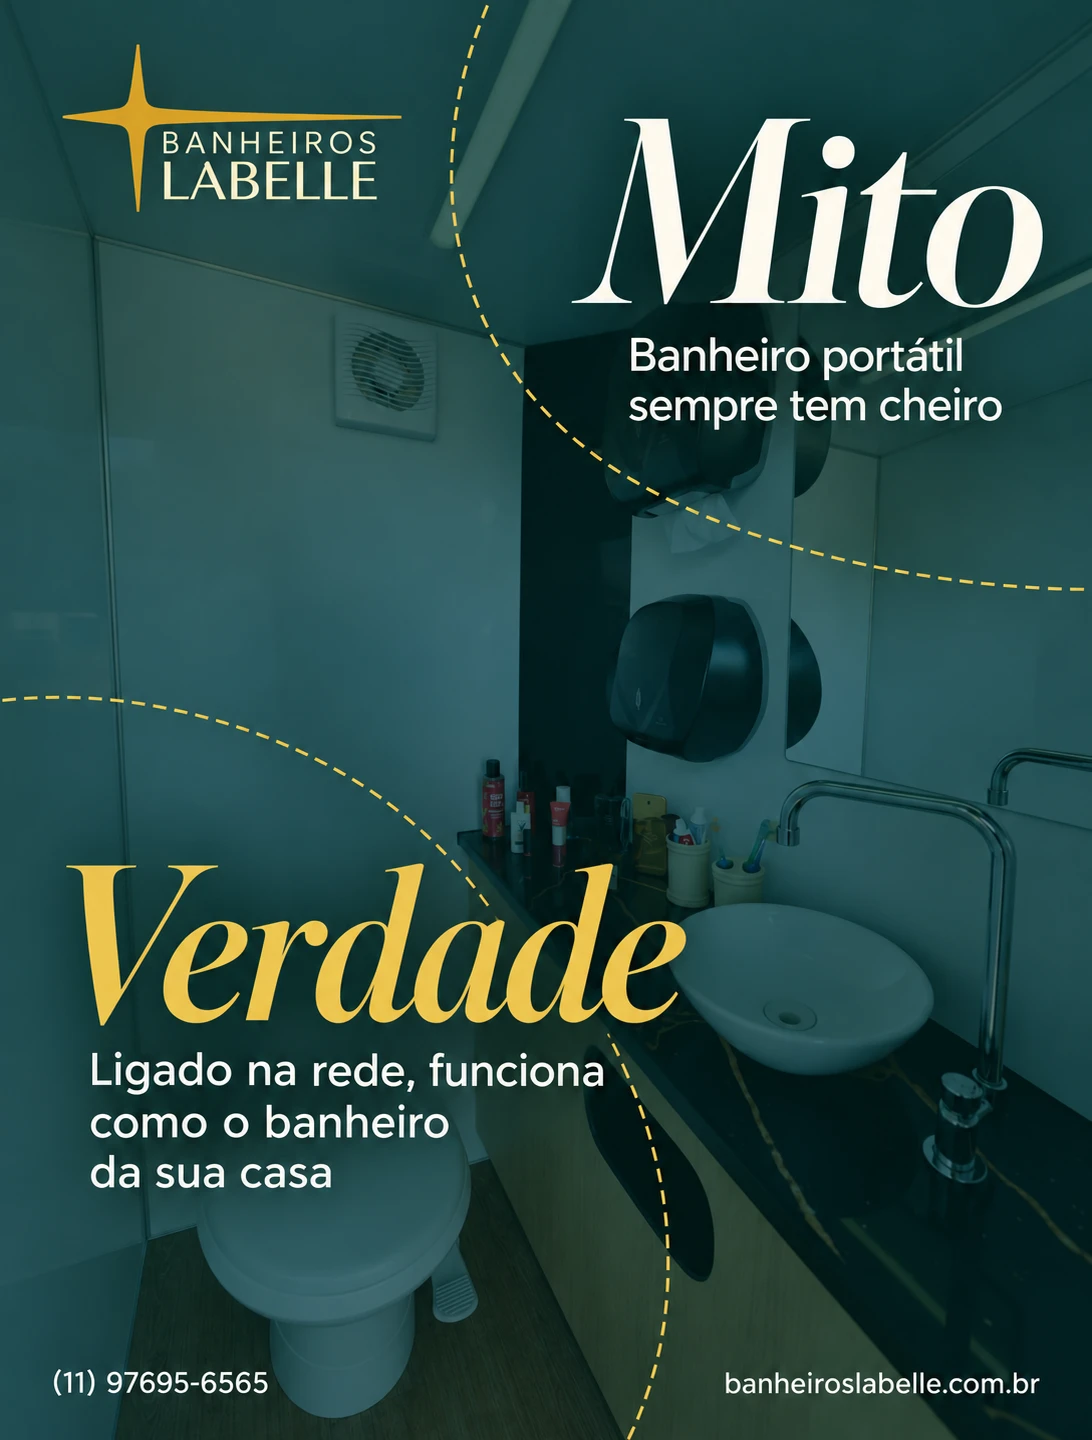 BANHEIROS
LABELLE
Mito
Banheiro portátil
sempre tem cheiro
Verdade
Ligado na rede, funciona
como o banheiro
da sua casa
(11) 97695-6565
banheiroslabelle.com.br